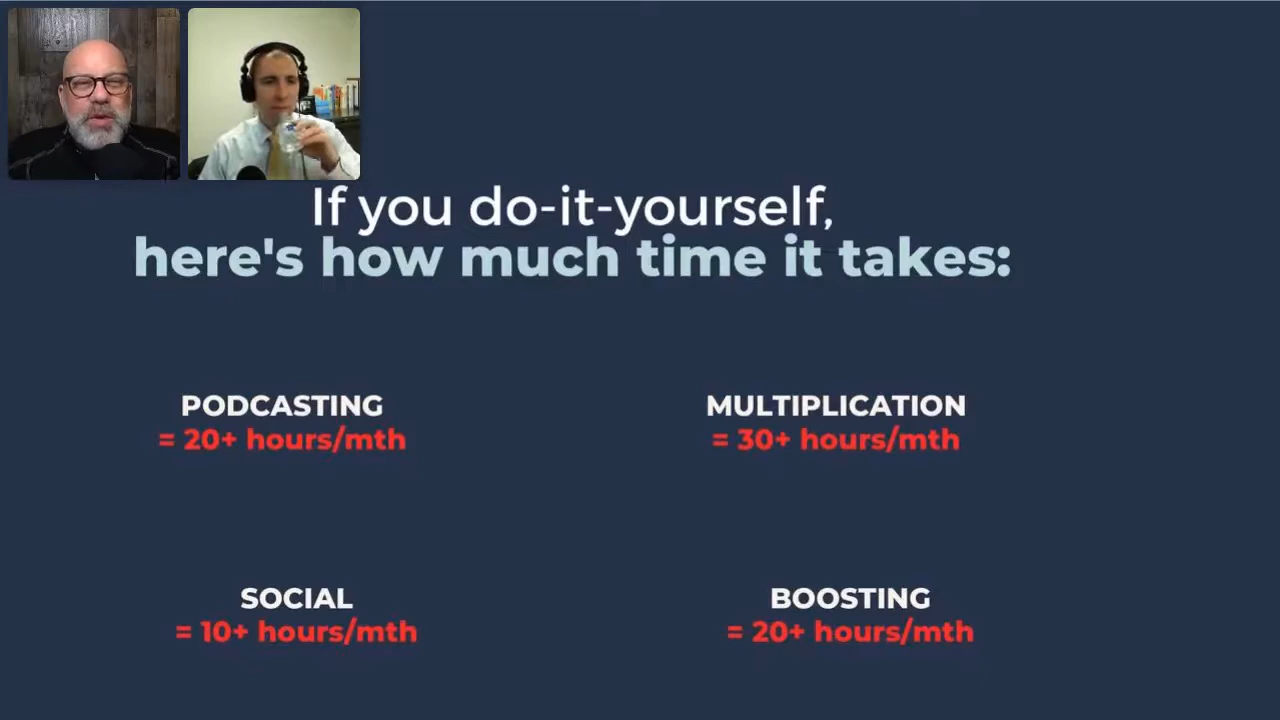 If you do-it-yourself,
here's how much time it takes:
PODCASTING
= 20+ hours/mth
MULTIPLICATION
= 30+ hours/mth
SOCIAL
= 10+ hours/mth
BOOSTING
= 20+ hours/mth